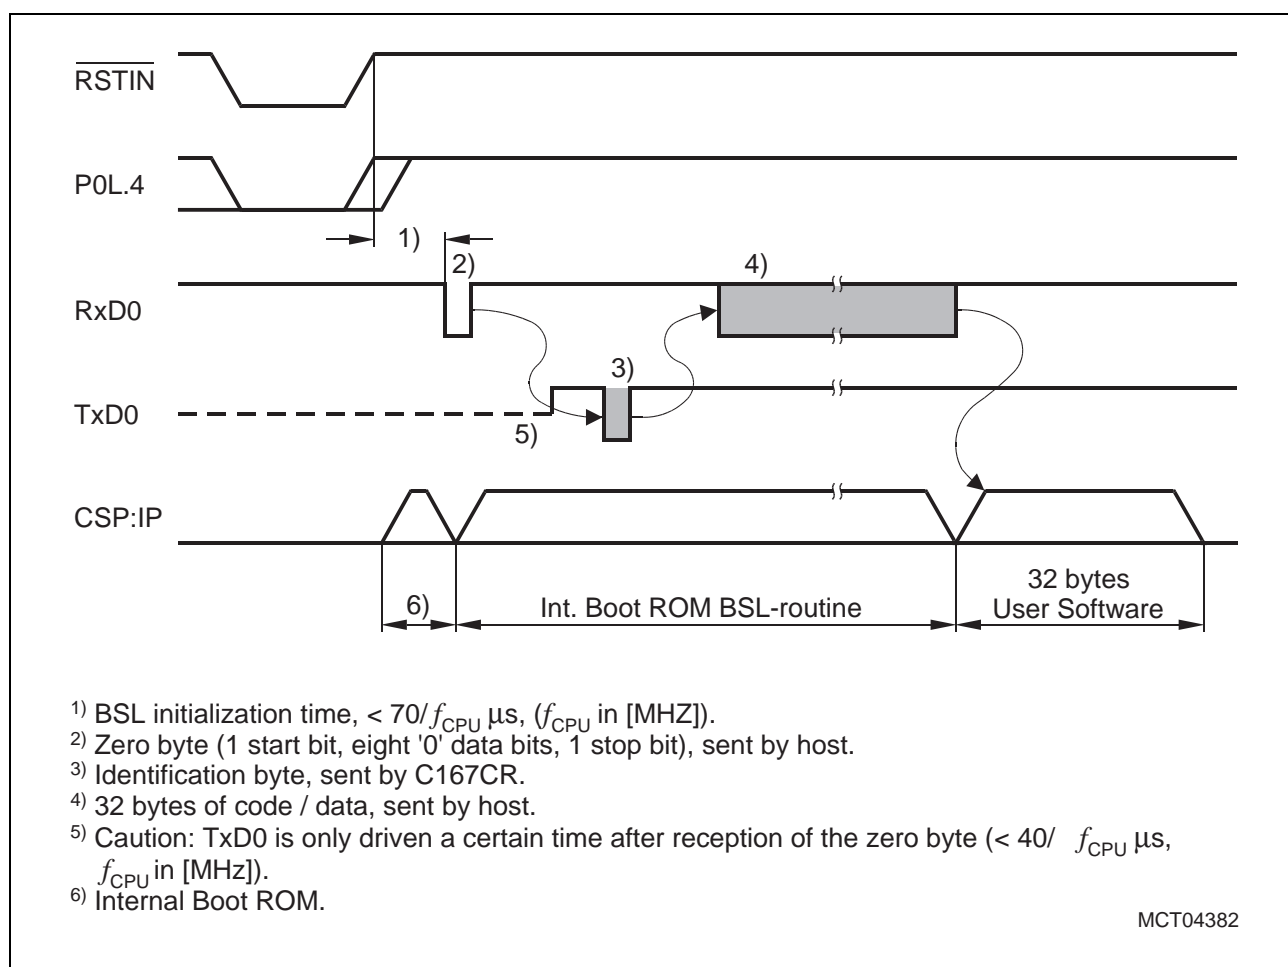 RSTIN
P0L.4
1)
2)
4)
RxD0
3)
TxD0
5)
CSP:IP
6)
Int. Boot ROM BSL-routine
32 bytes
User Software
1) BSL initialization time, < 70/fCPU µs, (fCPU in [MHZ]).
2) Zero byte (1 start bit, eight '0' data bits, 1 stop bit), sent by host.
3) Identification byte, sent by C167CR.
4) 32 bytes of code / data, sent by host.
5) Caution: TxD0 is only driven a certain time after reception of the zero byte (< 40/ fCPU µs,
fCPU in [MHz]).
6) Internal Boot ROM.
MCT04382